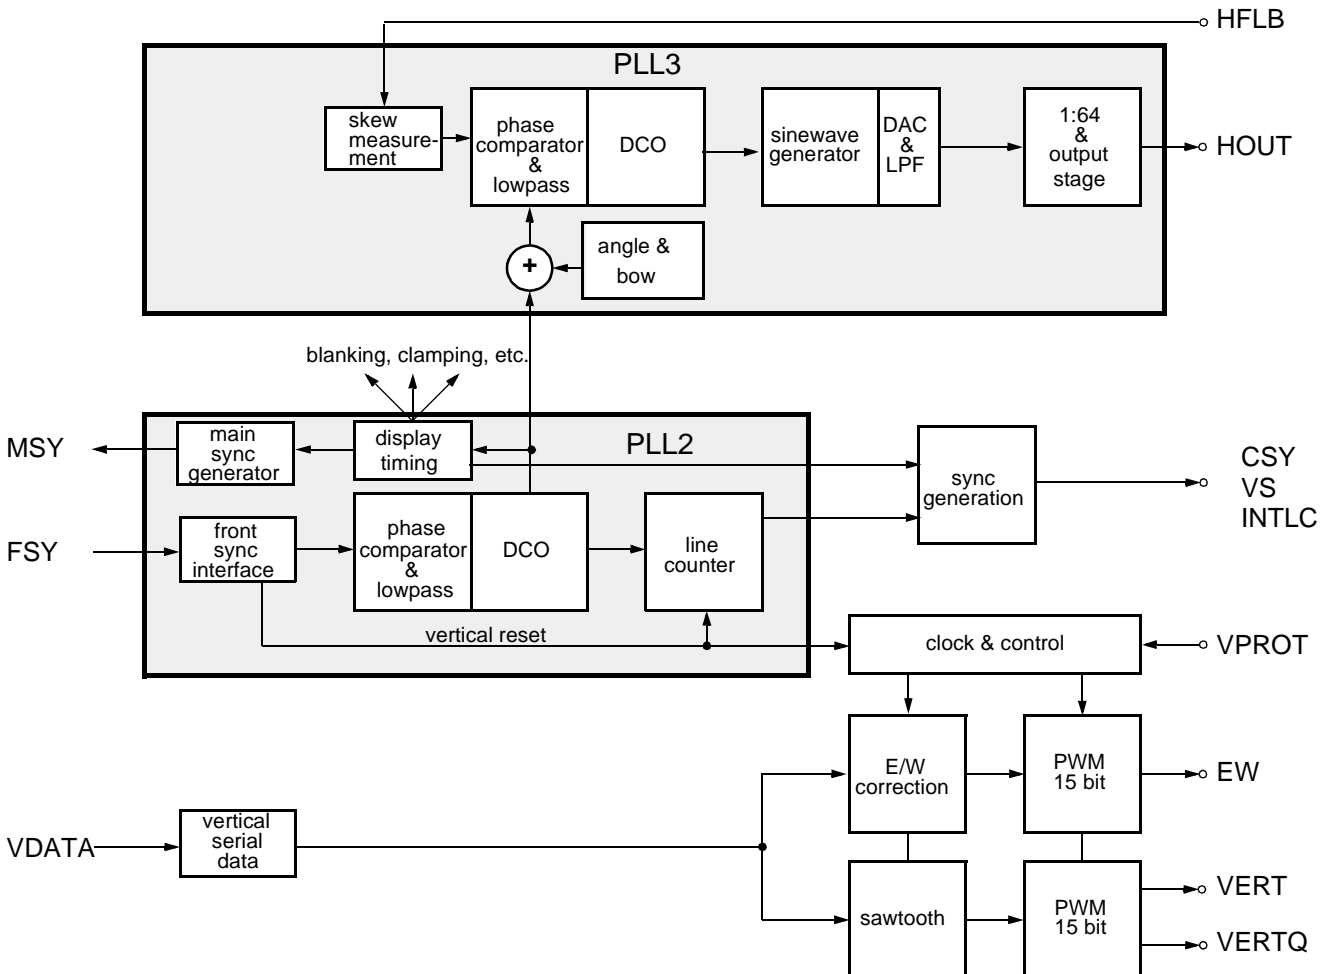 HFLB
PLL3
skew
measure-
ment
phase
comparator
&
lowpass
DCO
sinewave
generator
DAC
&
LPF
1:64
&
output
stage
HOUT
+
angle &
bow
blanking, clamping, etc.
PLL2
MSY
main
sync
generator
display
timing
sync
generation
CSY
VS
INTLC
FSY
front
sync
interface
phase
comparator
&
lowpass
DCO
line
counter
vertical reset
clock & control
VPROT
E/W
correction
PWM
15 bit
EW
VDATA
vertical
serial
data
sawtooth
PWM
15 bit
VERT
VERTQ